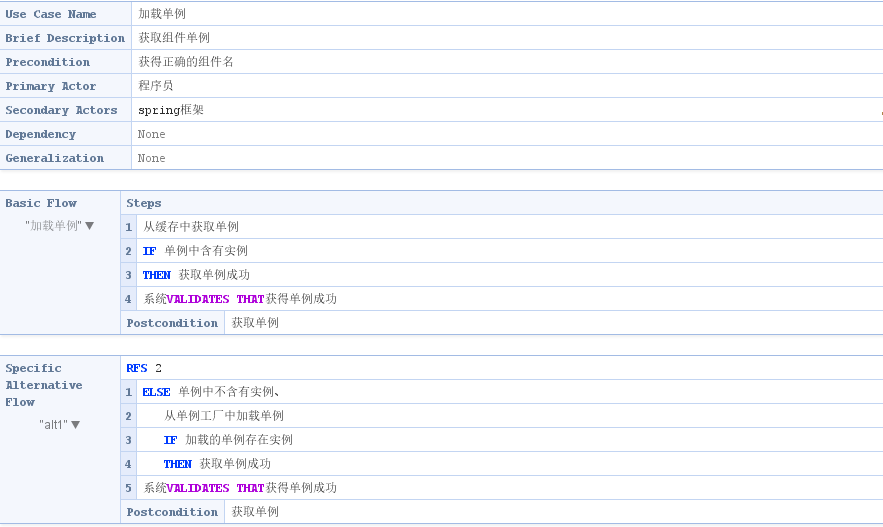 Use Case Name 加载单例
Brief Description 获取组件单例
Precondition 获得正确的组件名
Primary Actor 程序员
Secondary Actors spring框架
Dependency None
Generalization None
Basic Flow Steps
"加载单例" ▼
1 从缓存中获取单例
2 IF 单例中含有实例
3 THEN 获取单例成功
4 系统VALIDATES THAT获得单例成功
Postcondition 获取单例
Specific Alternative Flow RFS 2
"alt1" ▼
1 ELSE 单例中不含有实例、
2 从单例工厂中加载单例
3 IF 加载的单例存在实例
4 THEN 获取单例成功
5 系统VALIDATES THAT获得单例成功
Postcondition 获取单例